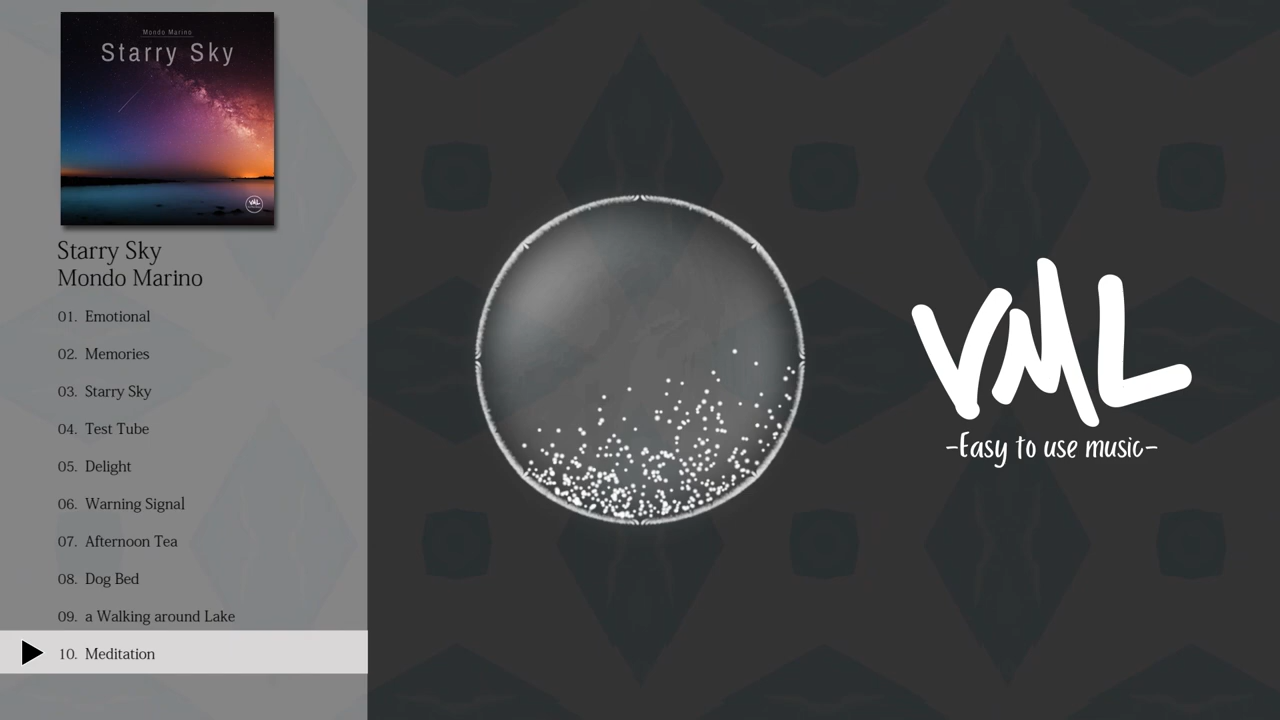 Mondo Marino
Starry Sky
VML
Starry Sky
Mondo Marino
01. Emotional
02. Memories
03. Starry Sky
04. Test Tube
05. Delight
06. Warning Signal
07. Afternoon Tea
08. Dog Bed
09. a Walking around Lake
10. Meditation
VML
-Easy to use music-